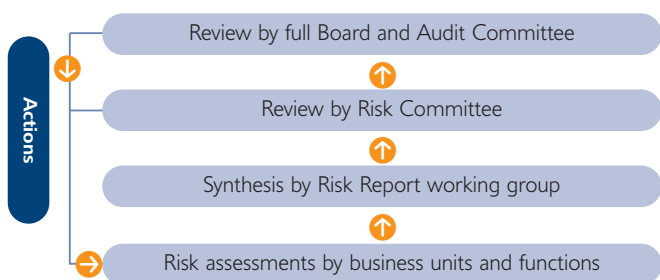 Actions
Review by full Board and Audit Committee
Review by Risk Committee
Synthesis by Risk Report working group
Risk assessments by business units and functions